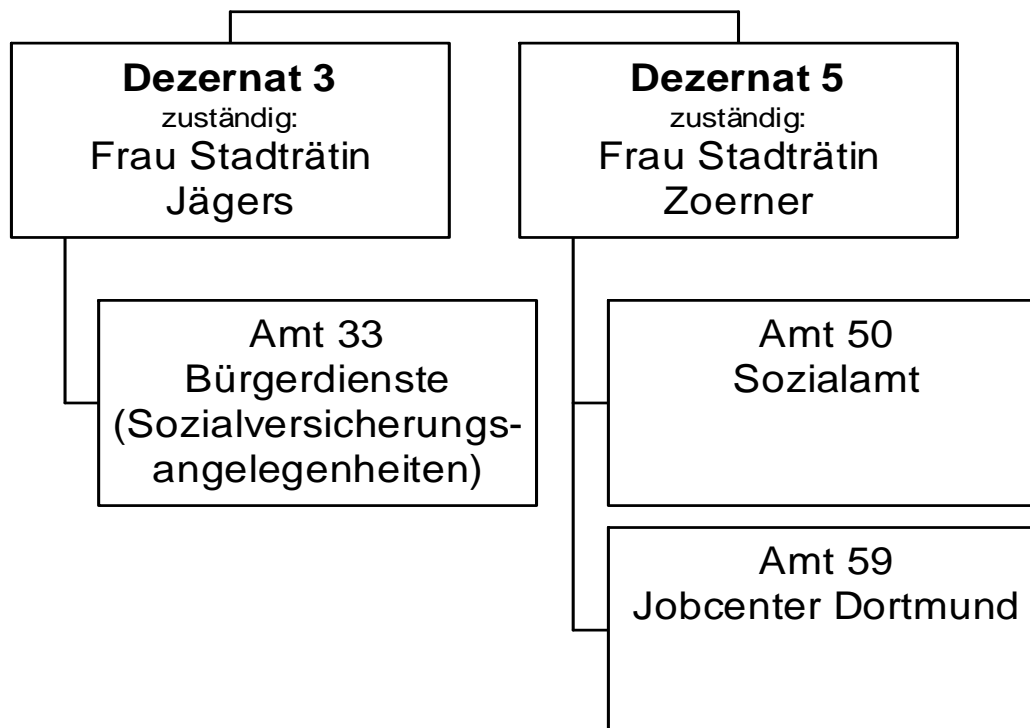 Dezernat 3
zuständig:
Frau Stadträtin
Jägers
Dezernat 5
zuständig:
Frau Stadträtin
Zoerner
Amt 33
Bürgerdienste
(Sozialversicherungs-
angelegenheiten)
Amt 50
Sozialamt
Amt 59
Jobcenter Dortmund